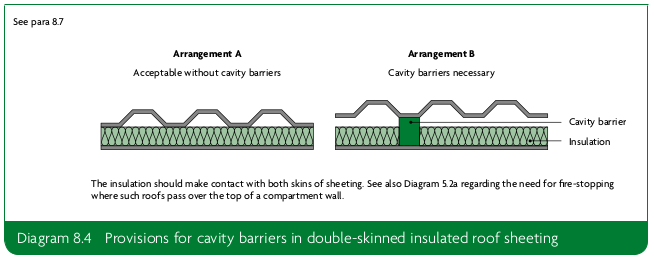 See para 8.7
Arrangement A
Acceptable without cavity barriers
Arrangement B
Cavity barriers necessary
Cavity barrier
Insulation
The insulation should make contact with both skins of sheeting. See also Diagram 5.2a regarding the need for fire-stopping
where such roofs pass over the top of a compartment wall.
Diagram 8.4 Provisions for cavity barriers in double-skinned insulated roof sheeting